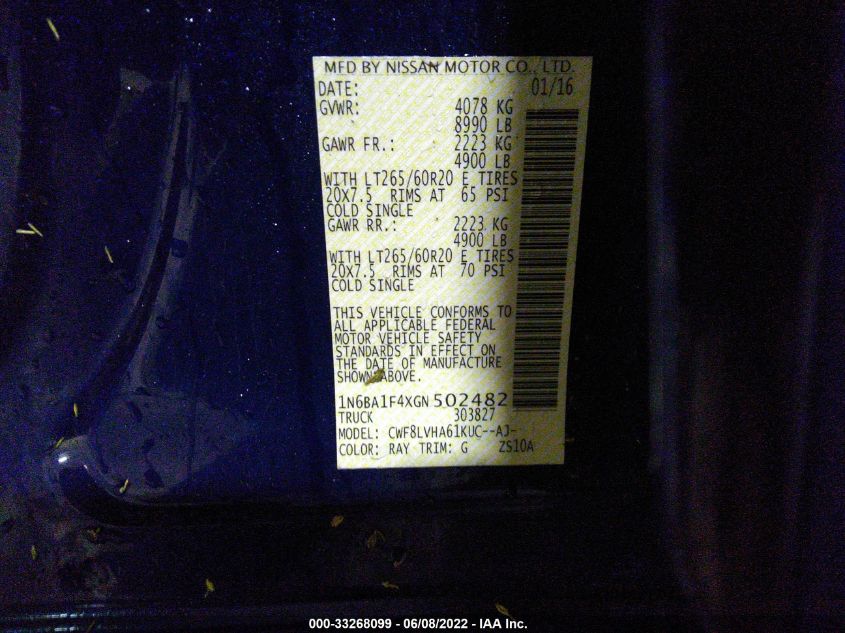 MFD BY NISSAN MOTOR CO., LTD.
DATE: 01/16
GVWR: 4078 KG
8990 LB
GAWR FR.: 2223 KG
4900 LB
WITH LT265/60R20 E TIRES
20X7.5 RIMS AT 65 PSI
COLD SINGLE
GAWR RR.: 2223 KG
4900 LB
WITH LT265/60R20 E TIRES
20X7.5 RIMS AT 70 PSI
COLD SINGLE
THIS VEHICLE CONFORMS TO
ALL APPLICABLE FEDERAL
MOTOR VEHICLE SAFETY
STANDARDS IN EFFECT ON
THE DATE OF MANUFACTURE
SHOWN ABOVE.
1N6BA1F4XGN 502482
TRUCK 303827
MODEL: CWF8LVHA61KUC--AJ-
COLOR: RAY TRIM: G ZS10A
000-33268099 - 06/08/2022 - IAA Inc.